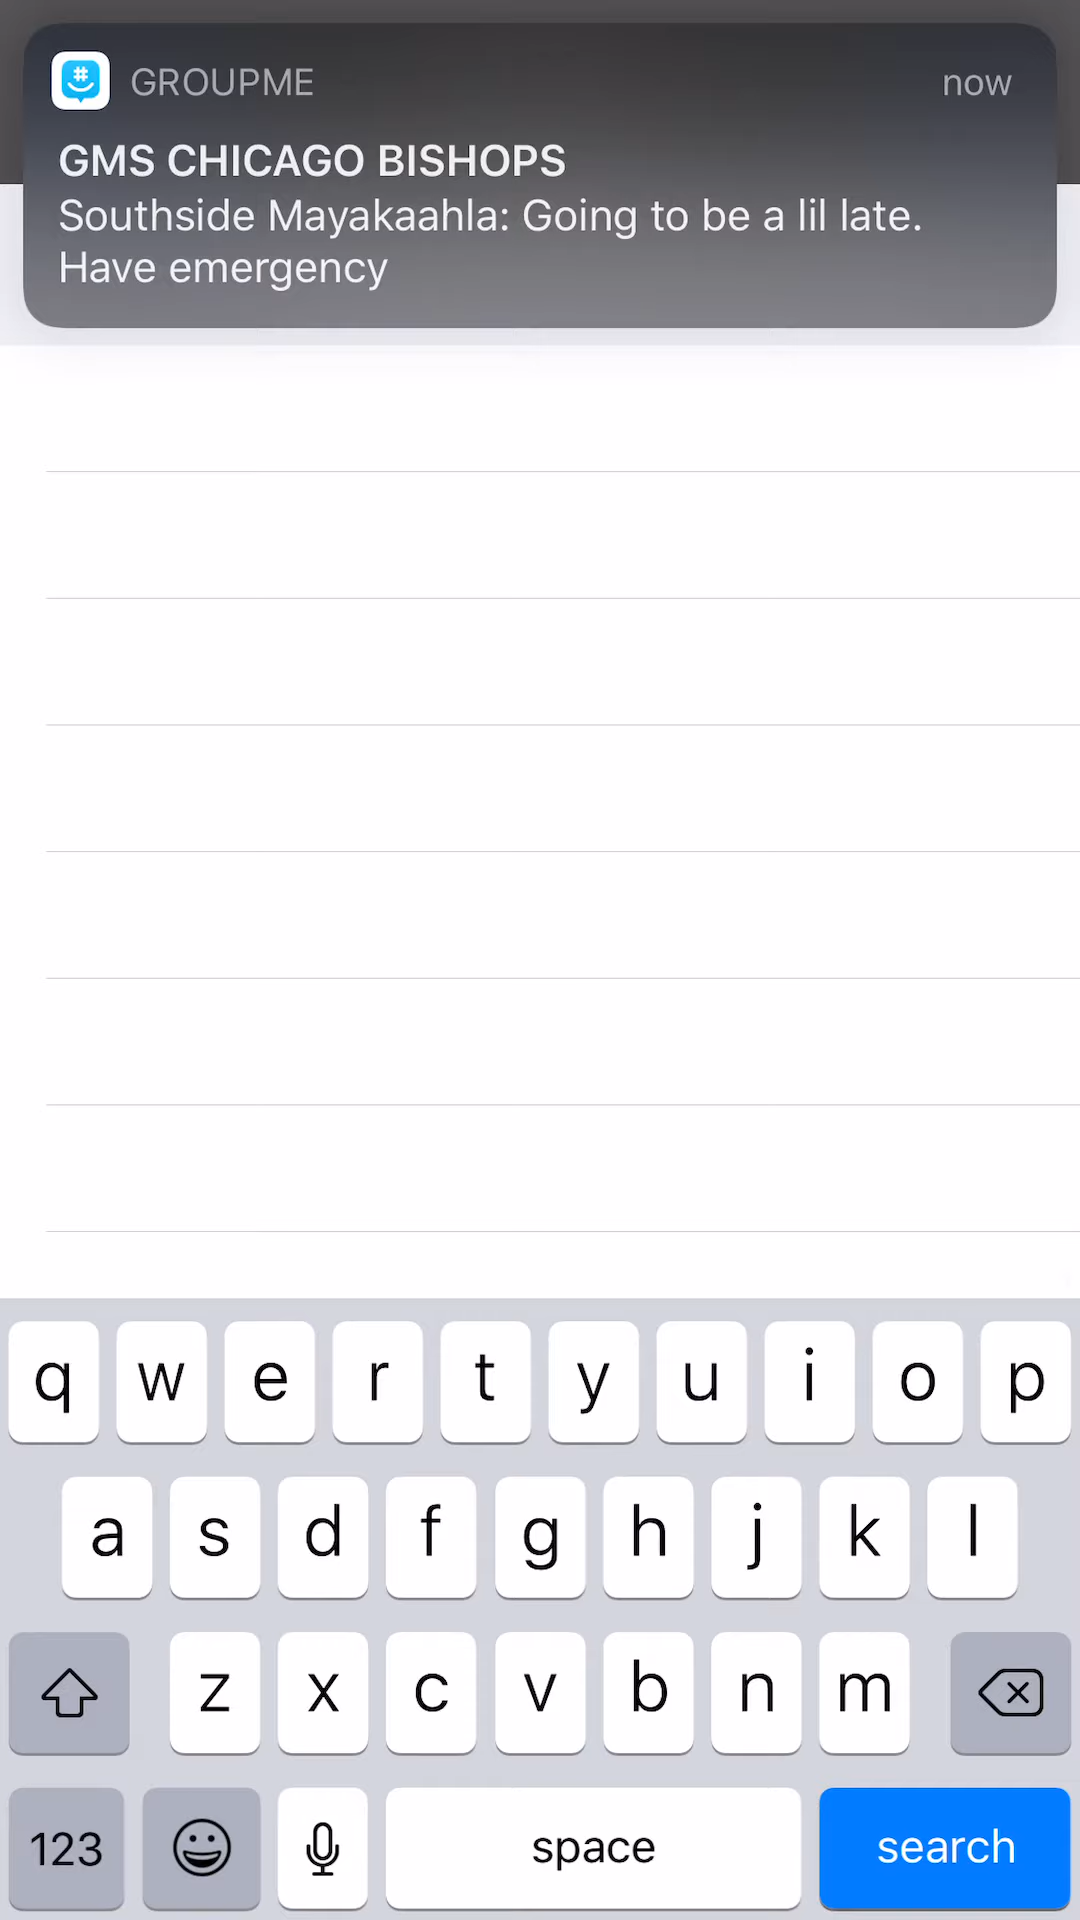 GROUPME now
GMS CHICAGO BISHOPS
Southside Mayakaahla: Going to be a lil late.
Have emergency
q w e r t y u i o p
a s d f g h j k l
z x c v b n m
123 space search